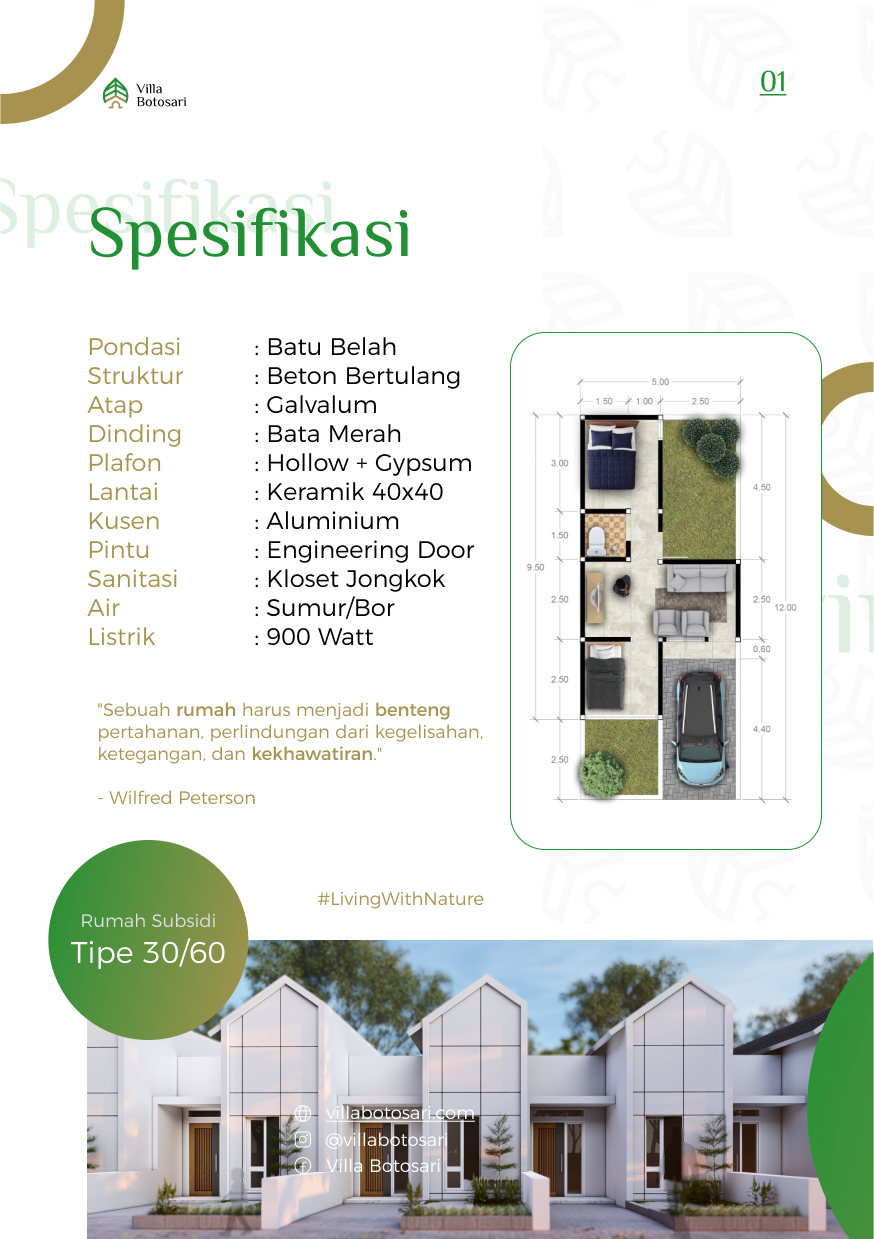 Villa
Botosari
01
Spesifikasi
Spesifikasi
Pondasi : Batu Belah
Struktur : Beton Bertulang
Atap : Galvalum
Dinding : Bata Merah
Plafon : Hollow + Gypsum
Lantai : Keramik 40x40
Kusen : Aluminium
Pintu : Engineering Door
Sanitasi : Kloset Jongkok
Air : Sumur/Bor
Listrik : 900 Watt
"Sebuah rumah harus menjadi benteng
pertahanan, perlindungan dari kegelisahan,
ketegangan, dan kekhawatiran."
- Wilfred Peterson
5.00
1.50 1.00 2.50
3.00
4.50
1.50
9.50
2.50
2.50
12.00
0.60
2.50
4.40
2.50
#LivingWithNature
Rumah Subsidi
Tipe 30/60
villabotosari.com
@villabotosari
Villa Botosari